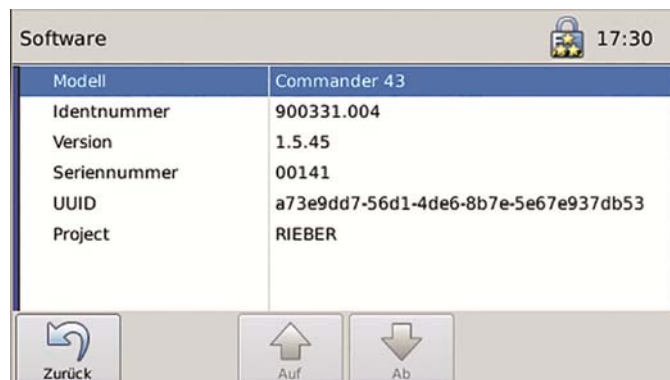 Software 17:30
Modell Commander 43
Identnummer 900331.004
Version 1.5.45
Seriennummer 00141
UUID a73e9dd7-56d1-4de6-8b7e-5e67e937db53
Project RIEBER
Zurück Auf Ab